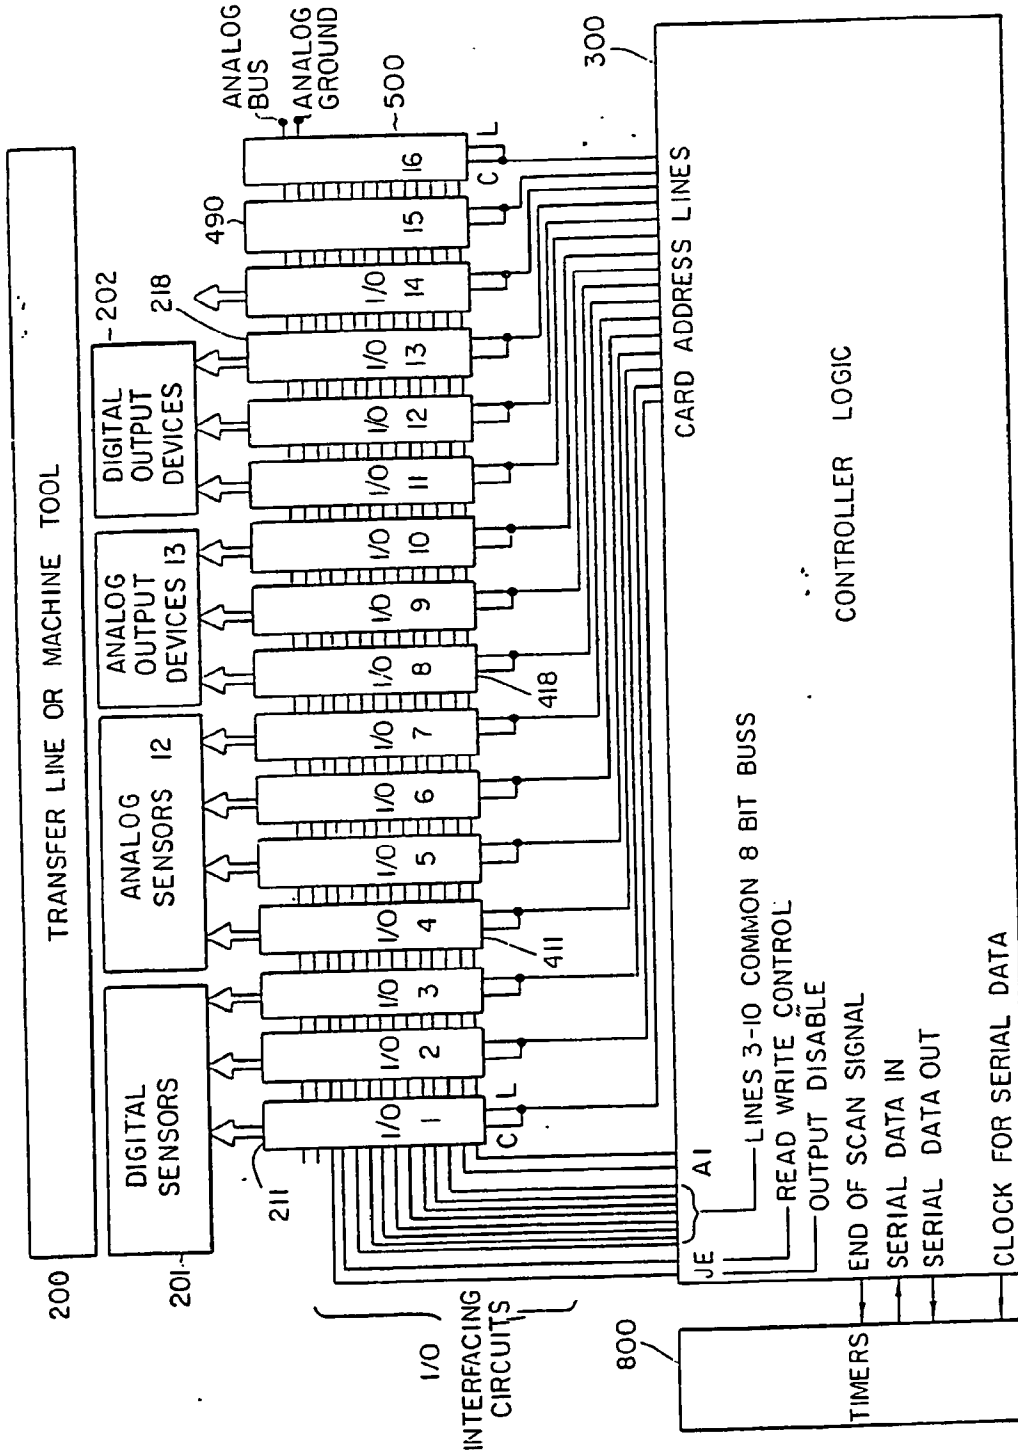 TRANSFER LINE OR MACHINE TOOL
200
201
DIGITAL
SENSORS
ANALOG
SENSORS 12
ANALOG
OUTPUT
DEVICES 13
DIGITAL
OUTPUT
DEVICES
202
218
490
ANALOG
BUS
ANALOG
GROUND
500
211
I/O
1
I/O
2
I/O
3
I/O
4
I/O
5
I/O
6
I/O
7
I/O
8
I/O
9
I/O
10
I/O
11
I/O
12
I/O
13
I/O
14
15
16
C L
C L
411
418
I/O
INTERFACING
CIRCUITS
300
CARD ADDRESS LINES
JE
A1
LINES 3-10 COMMON 8 BIT BUSS
READ WRITE CONTROL
OUTPUT DISABLE
CONTROLLER LOGIC
END OF SCAN SIGNAL
SERIAL DATA IN
SERIAL DATA OUT
CLOCK FOR SERIAL DATA
800
TIMERS